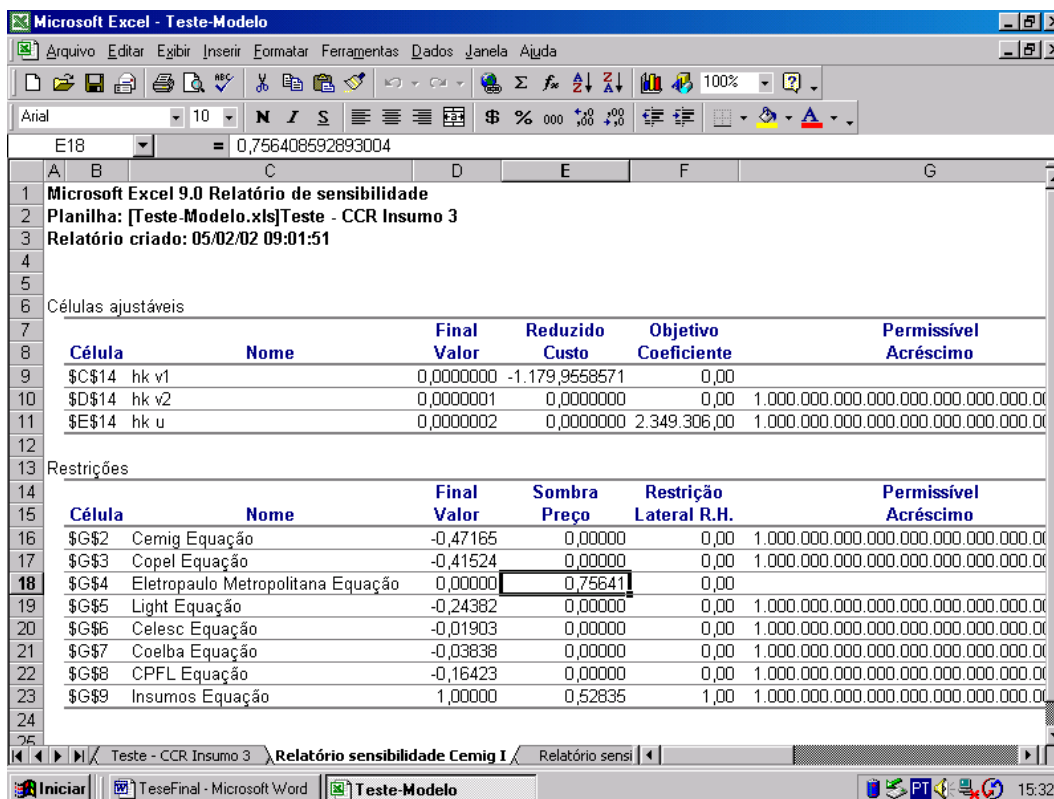 Microsoft Excel - Teste-Modelo
Arquivo Editar Exibir Inserir Formatar Ferramentas Dados Janela Ajuda
100%
Arial 10 N I S $ % 000
E18 = 0,756408592893004
A B C D E F G
1 Microsoft Excel 9.0 Relatório de sensibilidade
2 Planilha: [Teste-Modelo.xls]Teste - CCR Insumo 3
3 Relatório criado: 05/02/02 09:01:51
4
5
6 Células ajustáveis
7 Final Reduzido Objetivo Permissível
8 Célula Nome Valor Custo Coeficiente Acréscimo
9 $C$14 hk v1 0,0000000 -1.179,9558571 0,00
10 $D$14 hk v2 0,0000001 0,0000000 0,00 1.000.000.000.000.000.000.000.000.00
11 $E$14 hk u 0,0000002 0,0000000 2.349.306,00 1.000.000.000.000.000.000.000.000.00
12
13 Restrições
14 Final Sombra Restrição Permissível
15 Célula Nome Valor Preço Lateral R.H. Acréscimo
16 $G$2 Cemig Equação -0,47165 0,00000 0,00 1.000.000.000.000.000.000.000.000.00
17 $G$3 Copel Equação -0,41524 0,00000 0,00 1.000.000.000.000.000.000.000.000.00
18 $G$4 Eletropaulo Metropolitana Equação 0,00000 0,75641 0,00
19 $G$5 Light Equação -0,24382 0,00000 0,00 1.000.000.000.000.000.000.000.000.00
20 $G$6 Celesc Equação -0,01903 0,00000 0,00 1.000.000.000.000.000.000.000.000.00
21 $G$7 Coelba Equação -0,03838 0,00000 0,00 1.000.000.000.000.000.000.000.000.00
22 $G$8 CPFL Equação -0,16423 0,00000 0,00 1.000.000.000.000.000.000.000.000.00
23 $G$9 Insumos Equação 1,00000 0,52835 1,00 1.000.000.000.000.000.000.000.000.00
24
25
Teste - CCR Insumo 3 Relatório sensibilidade Cemig I Relatório sensi
Iniciar TeseFinal - Microsoft Word Teste-Modelo PT 15:32